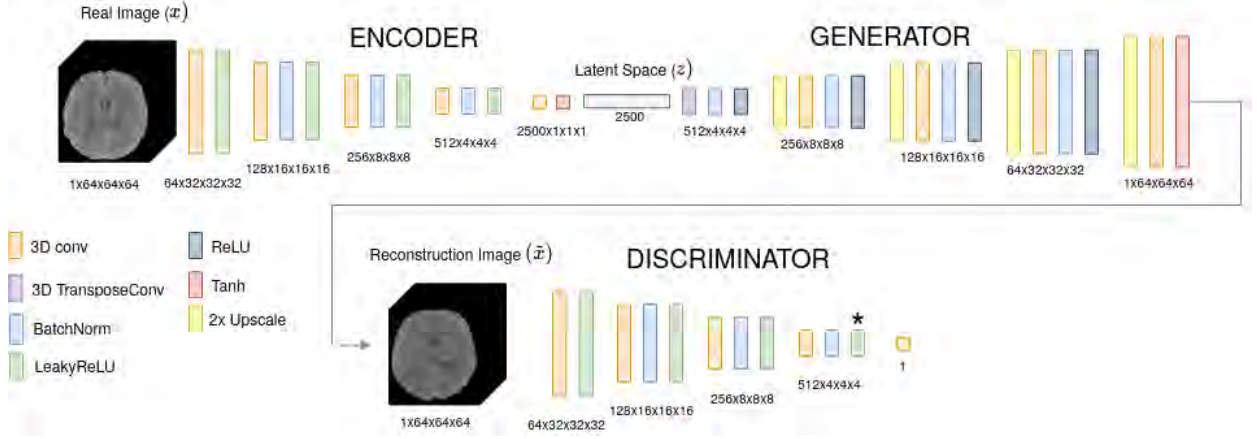 Real Image (x)
ENCODER
GENERATOR
Latent Space (z)
2500
1x64x64x64
64x32x32x32
128x16x16x16
256x8x8x8
512x4x4x4
2500x1x1x1
512x4x4x4
256x8x8x8
128x16x16x16
64x32x32x32
1x64x64x64
3D conv
3D TransposeConv
BatchNorm
LeakyReLU
ReLU
Tanh
2x Upscale
Reconstruction Image (x̃)
DISCRIMINATOR
*
1x64x64x64
64x32x32x32
128x16x16x16
256x8x8x8
512x4x4x4
1